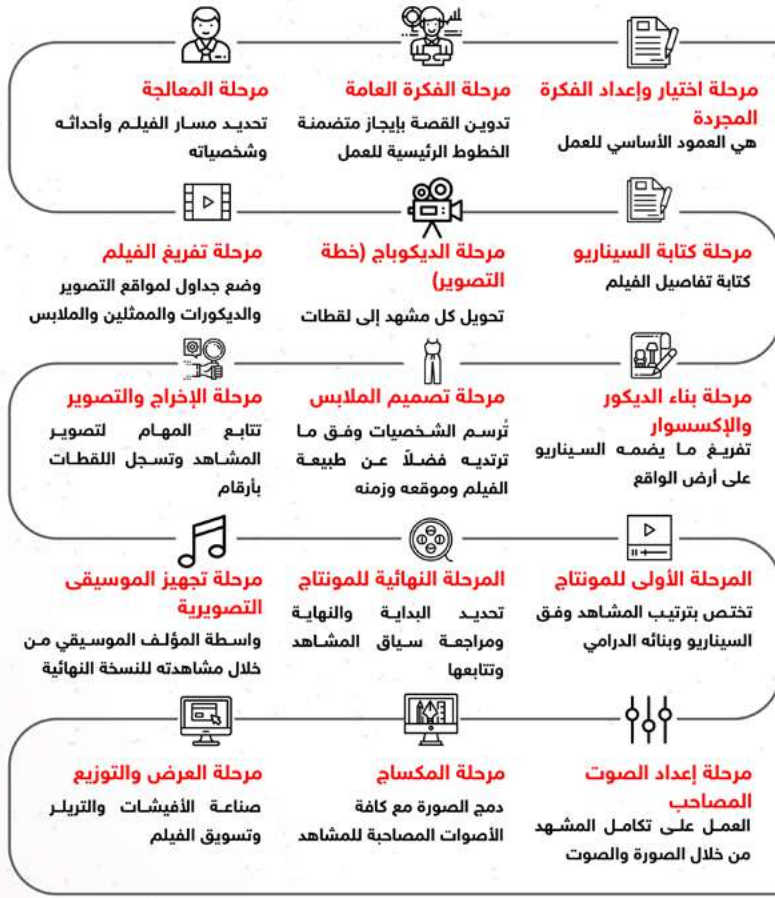 مرحلة اختيار وإعداد الفكرة
المجردة
هي العمود الأساسي للعمل
مرحلة الفكرة العامة
تدوين القصة بإيجاز متضمنة
الخطوط الرئيسية للعمل
مرحلة المعالجة
تحديد مسار الفيلم وأحداثه
وشخصياته
مرحلة كتابة السيناريو
كتابة تفاصيل الفيلم
مرحلة الديكوباج (خطة
التصوير)
تحويل كل مشهد إلى لقطات
مرحلة تفريغ الفيلم
وضع جداول لمواقع التصوير
والديكورات والممثلين والملابس
مرحلة بناء الديكور
والإكسسوار
تفريغ ما يضمه السيناريو
على أرض الواقع
مرحلة تصميم الملابس
تُرسم الشخصيات وفق ما
ترتديه فضلاً عن طبيعة
الفيلم وموقعه وزمنه
مرحلة الإخراج والتصوير
تتابع المهام لتصوير
المشاهد وتسجل اللقطات
بأرقام
المرحلة الأولى للمونتاج
تختص بترتيب المشاهد وفق
السيناريو وبنائه الدرامي
المرحلة النهائية للمونتاج
تحديد البداية والنهاية
ومراجعة سياق المشاهد
وتتابعها
مرحلة تجهيز الموسيقى
التصويرية
واسطة المؤلف الموسيقي من
خلال مشاهدته للنسخة النهائية
مرحلة إعداد الصوت
المصاحب
العمل على تكامل المشهد
من خلال الصورة والصوت
مرحلة المكساج
دمج الصورة مع كافة
الأصوات المصاحبة للمشاهد
مرحلة العرض والتوزيع
صناعة الأفيشات والتريلر
وتسويق الفيلم